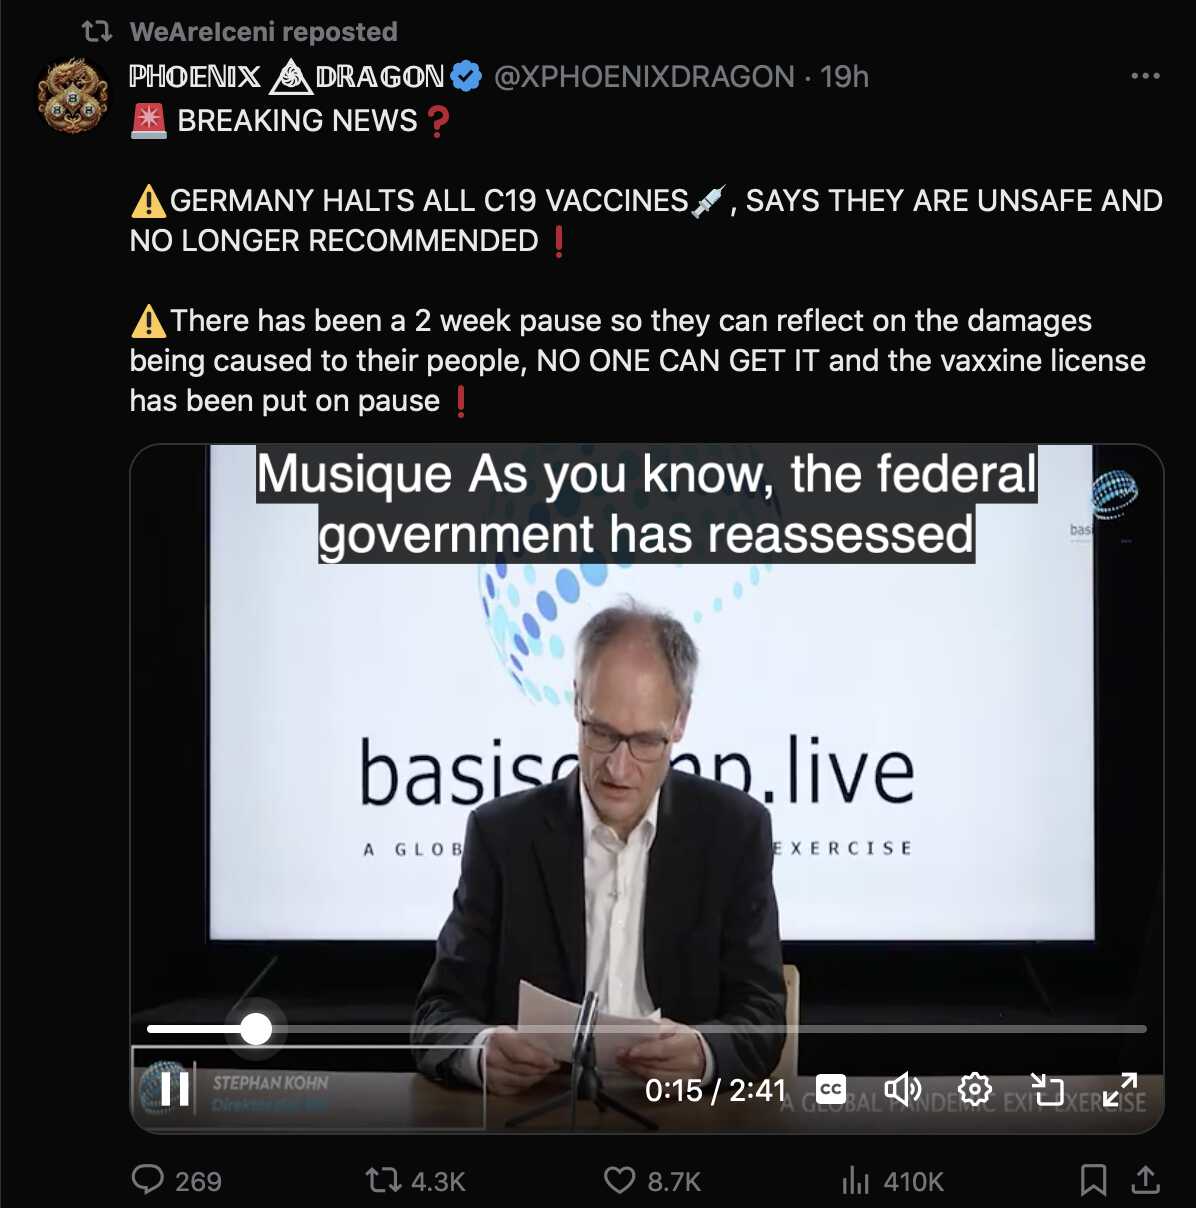 WeAreIceni reposted
ℙℍ𝕆𝔼ℕ𝕀𝕏 𝔻ℝ𝔸𝔾𝕆ℕ @XPHOENIXDRAGON · 19h
🚨 BREAKING NEWS❓
⚠️GERMANY HALTS ALL C19 VACCINES💉, SAYS THEY ARE UNSAFE AND
NO LONGER RECOMMENDED❗
⚠️There has been a 2 week pause so they can reflect on the damages
being caused to their people, NO ONE CAN GET IT and the vaxxine license
has been put on pause❗
Musique As you know, the federal
government has reassessed
basis
.live
A GLOB
EXERCISE
STEPHAN KOHN
0:15 / 2:41
CC
A GLOBAL PANDEMIC EXIT EXERCISE
269 4.3K 8.7K 410K